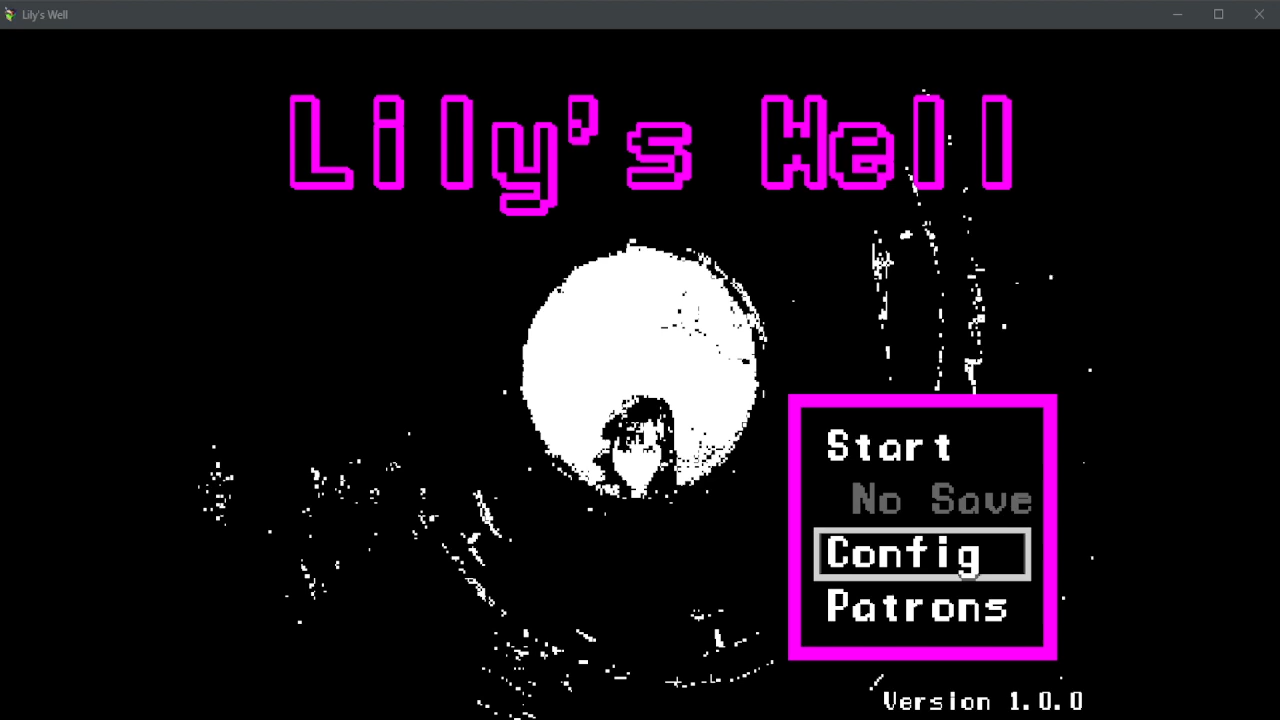 Lily's Well
Lily's Well
Start
No Save
Config
Patrons
Version 1.0.0